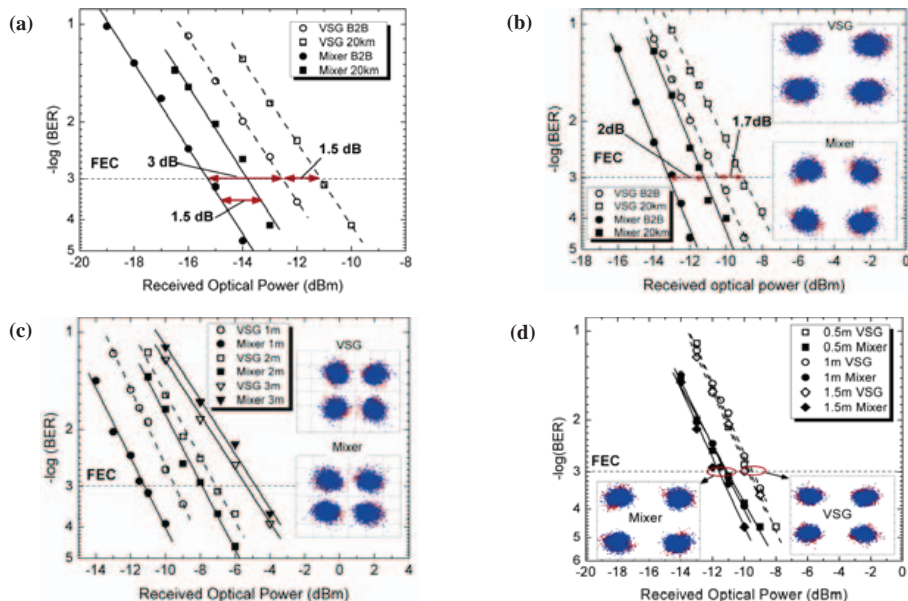 (a)
1
2
3
4
5
-log (BER)
FEC
3 dB
1.5 dB
1.5 dB
VSG B2B
VSG 20km
Mixer B2B
Mixer 20km
-20 -18 -16 -14 -12 -10 -8
Received Optical Power (dBm)
(b)
1
2
3
4
5
-log (BER)
FEC
2dB
1.7dB
VSG
Mixer
VSG B2B
VSG 20km
Mixer B2B
Mixer 20km
-18 -16 -14 -12 -10 -8 -6 -4 -2 0
Received optical power (dBm)
(c)
1
2
3
4
5
-log (BER)
FEC
VSG 1m
Mixer 1m
VSG 2m
Mixer 2m
VSG 3m
Mixer 3m
VSG
Mixer
-14 -12 -10 -8 -6 -4 -2 0 2 4
Received Optical Power (dBm)
(d)
1
2
3
4
5
6
-log(BER)
FEC
0.5m VSG
0.5m Mixer
1m VSG
1m Mixer
1.5m VSG
1.5m Mixer
Mixer
VSG
-20 -18 -16 -14 -12 -10 -8 -6 -4 -2 0
Received Optical Power (dBm)